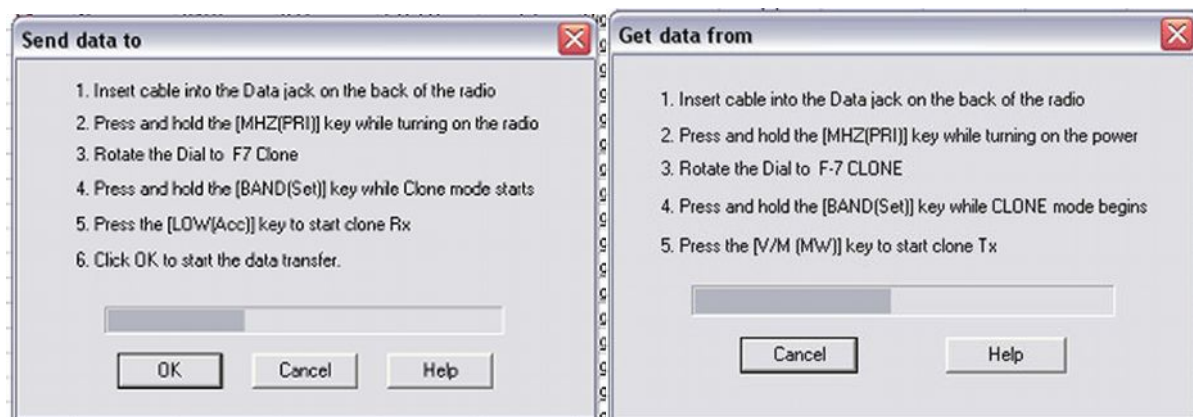 Send data to
1. Insert cable into the Data jack on the back of the radio
2. Press and hold the [MHZ(PRI)] key while turning on the radio
3. Rotate the Dial to F7 Clone
4. Press and hold the [BAND(Set)] key while Clone mode starts
5. Press the [LOW(Acc)] key to start clone Rx
6. Click OK to start the data transfer.
OK Cancel Help
Get data from
1. Insert cable into the Data jack on the back of the radio
2. Press and hold the [MHZ(PRI)] key while turning on the power
3. Rotate the Dial to F-7 CLONE
4. Press and hold the [BAND(Set)] key while CLONE mode begins
5. Press the [V/M (MW)] key to start clone Tx
Cancel Help